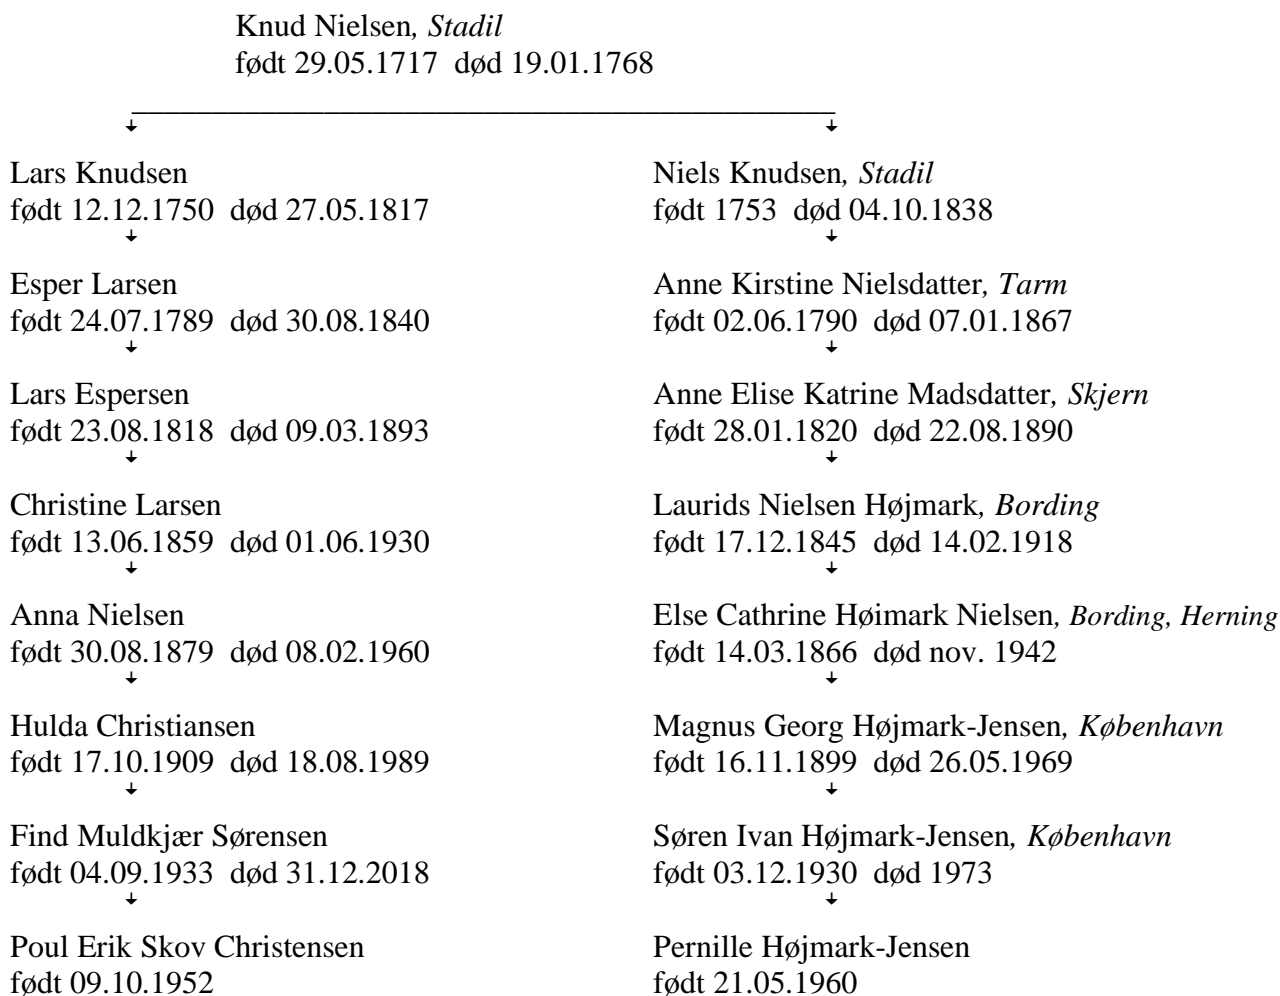 Knud Nielsen, Stadil
født 29.05.1717 død 19.01.1768
Lars Knudsen
født 12.12.1750 død 27.05.1817
Niels Knudsen, Stadil
født 1753 død 04.10.1838
Esper Larsen
født 24.07.1789 død 30.08.1840
Anne Kirstine Nielsdatter, Tarm
født 02.06.1790 død 07.01.1867
Lars Espersen
født 23.08.1818 død 09.03.1893
Anne Elise Katrine Madsdatter, Skjern
født 28.01.1820 død 22.08.1890
Christine Larsen
født 13.06.1859 død 01.06.1930
Laurids Nielsen Højmark, Bording
født 17.12.1845 død 14.02.1918
Anna Nielsen
født 30.08.1879 død 08.02.1960
Else Cathrine Høimark Nielsen, Bording, Herning
født 14.03.1866 død nov. 1942
Hulda Christiansen
født 17.10.1909 død 18.08.1989
Magnus Georg Højmark-Jensen, København
født 16.11.1899 død 26.05.1969
Find Muldkjær Sørensen
født 04.09.1933 død 31.12.2018
Søren Ivan Højmark-Jensen, København
født 03.12.1930 død 1973
Poul Erik Skov Christensen
født 09.10.1952
Pernille Højmark-Jensen
født 21.05.1960